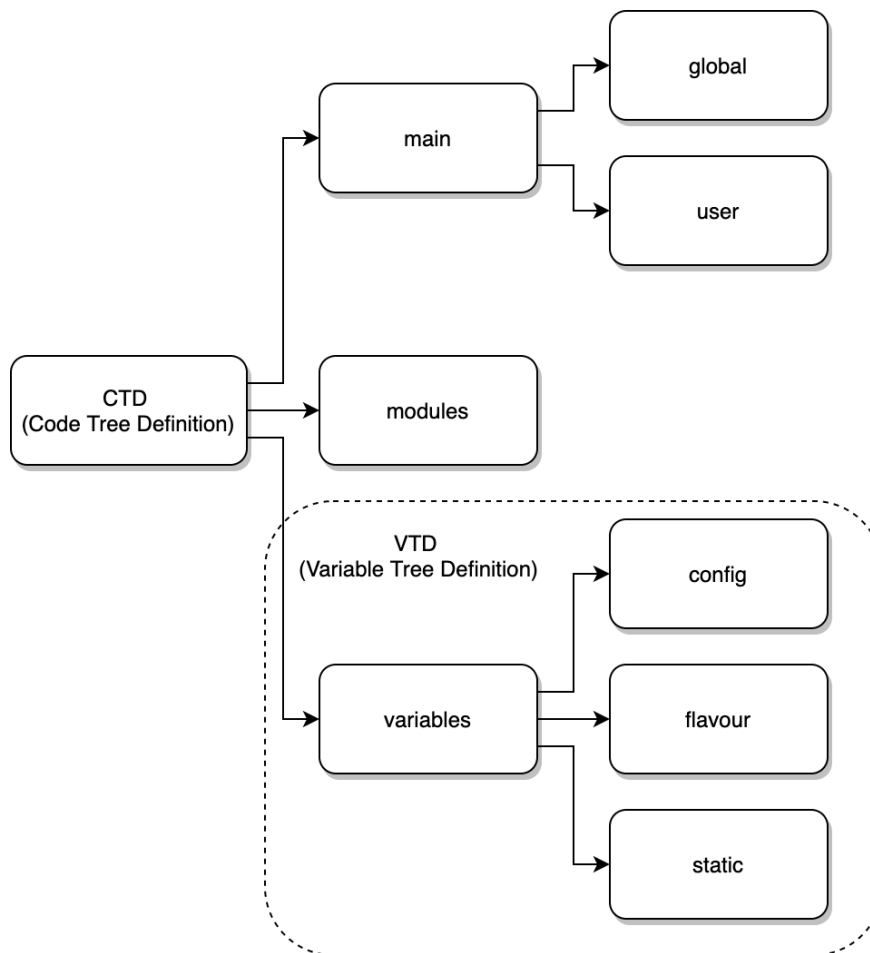 global
main
user
CTD
(Code Tree Definition)
modules
VTD
(Variable Tree Definition)
config
variables
flavour
static